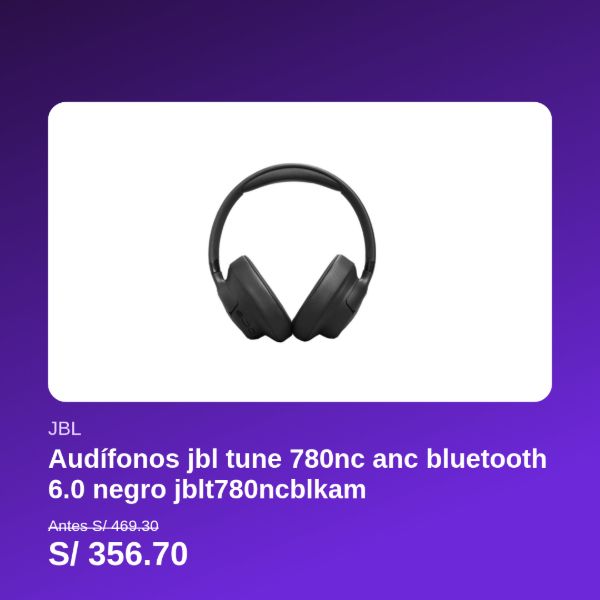 JBL
Audífonos jbl tune 780nc anc bluetooth
6.0 negro jblt780ncblkam
Antes S/ 469.30
S/ 356.70